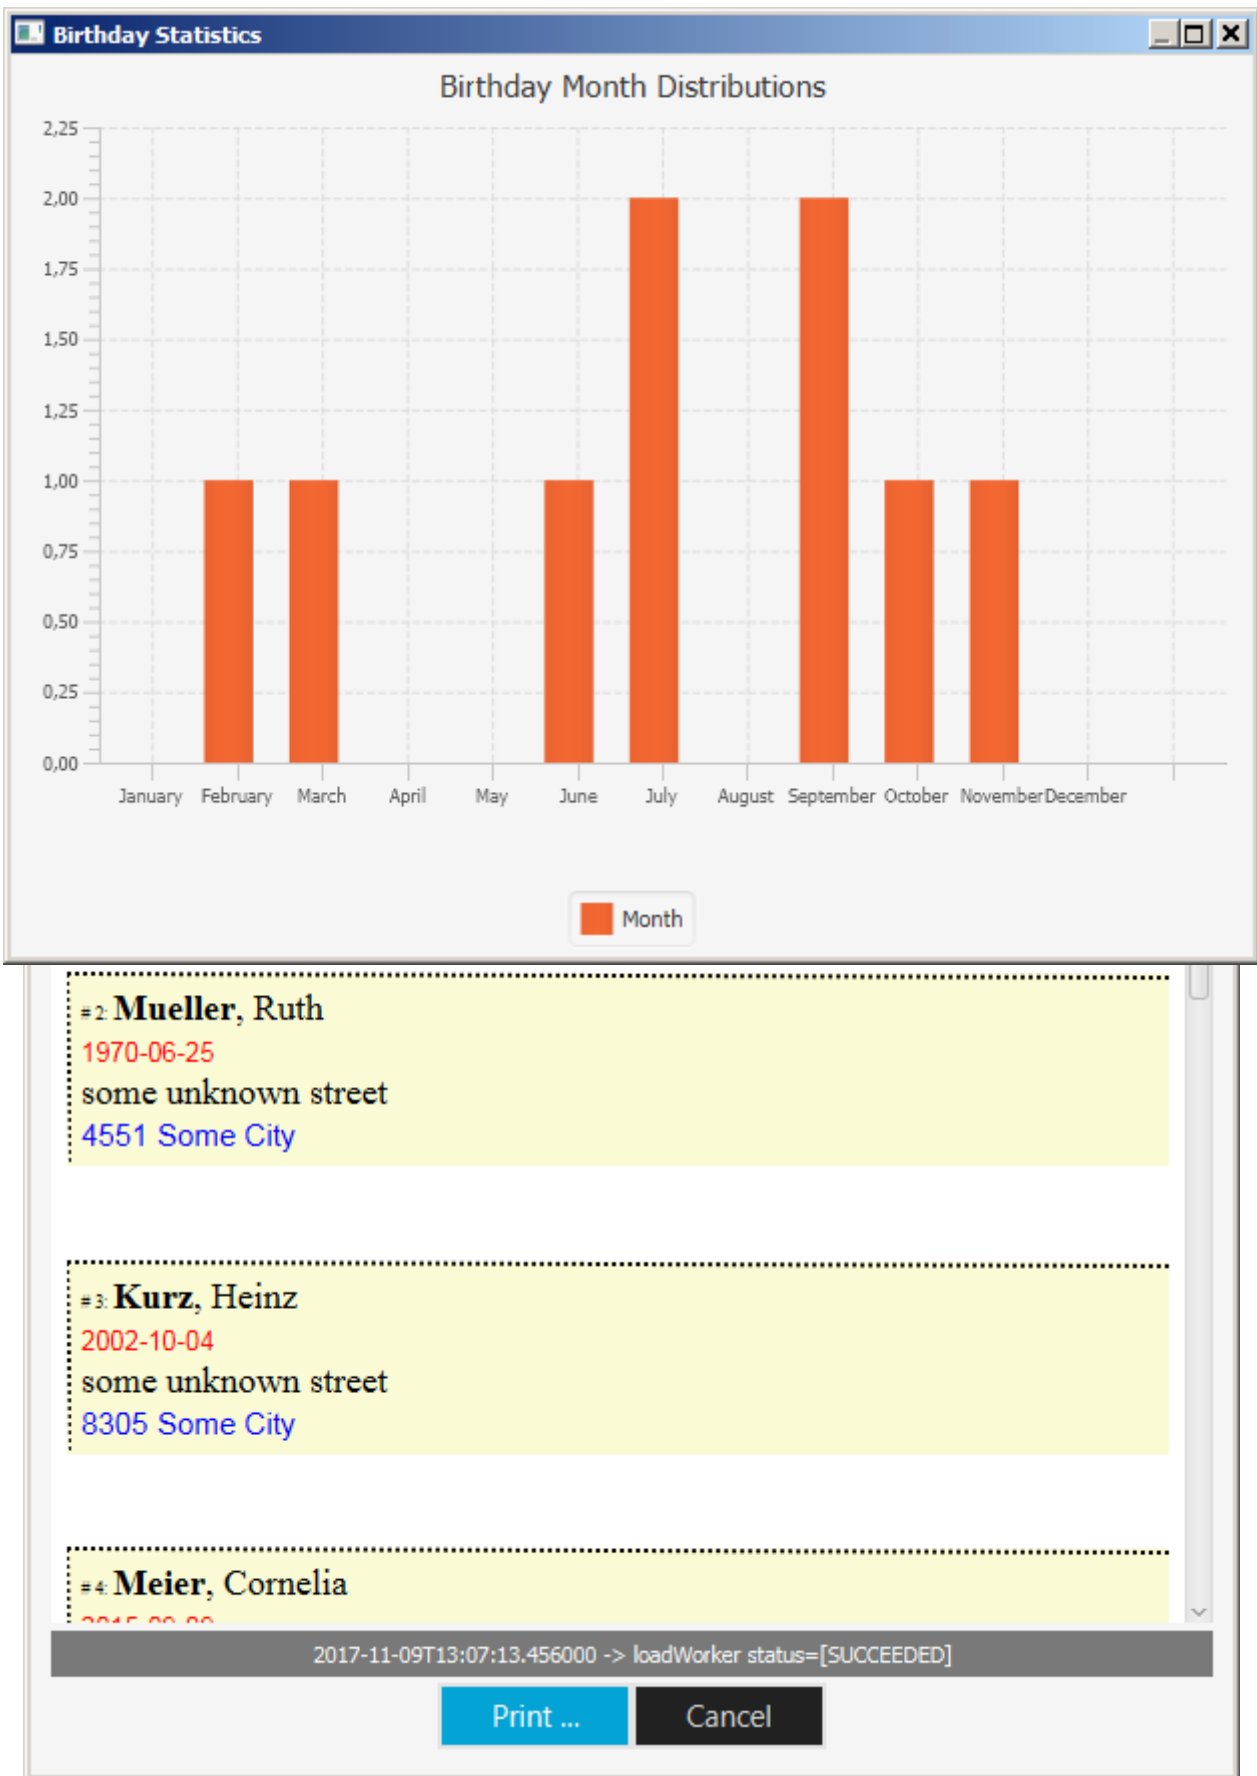 Birthday Statistics
Birthday Month Distributions
2,25
2,00
1,75
1,50
1,25
1,00
0,75
0,50
0,25
0,00
January February March April May June July August September October November December
Month
# 2: Mueller, Ruth
1970-06-25
some unknown street
4551 Some City
# 3: Kurz, Heinz
2002-10-04
some unknown street
8305 Some City
# 4: Meier, Cornelia
2017-11-09T13:07:13.456000 -> loadWorker status=[SUCCEEDED]
Print ... Cancel